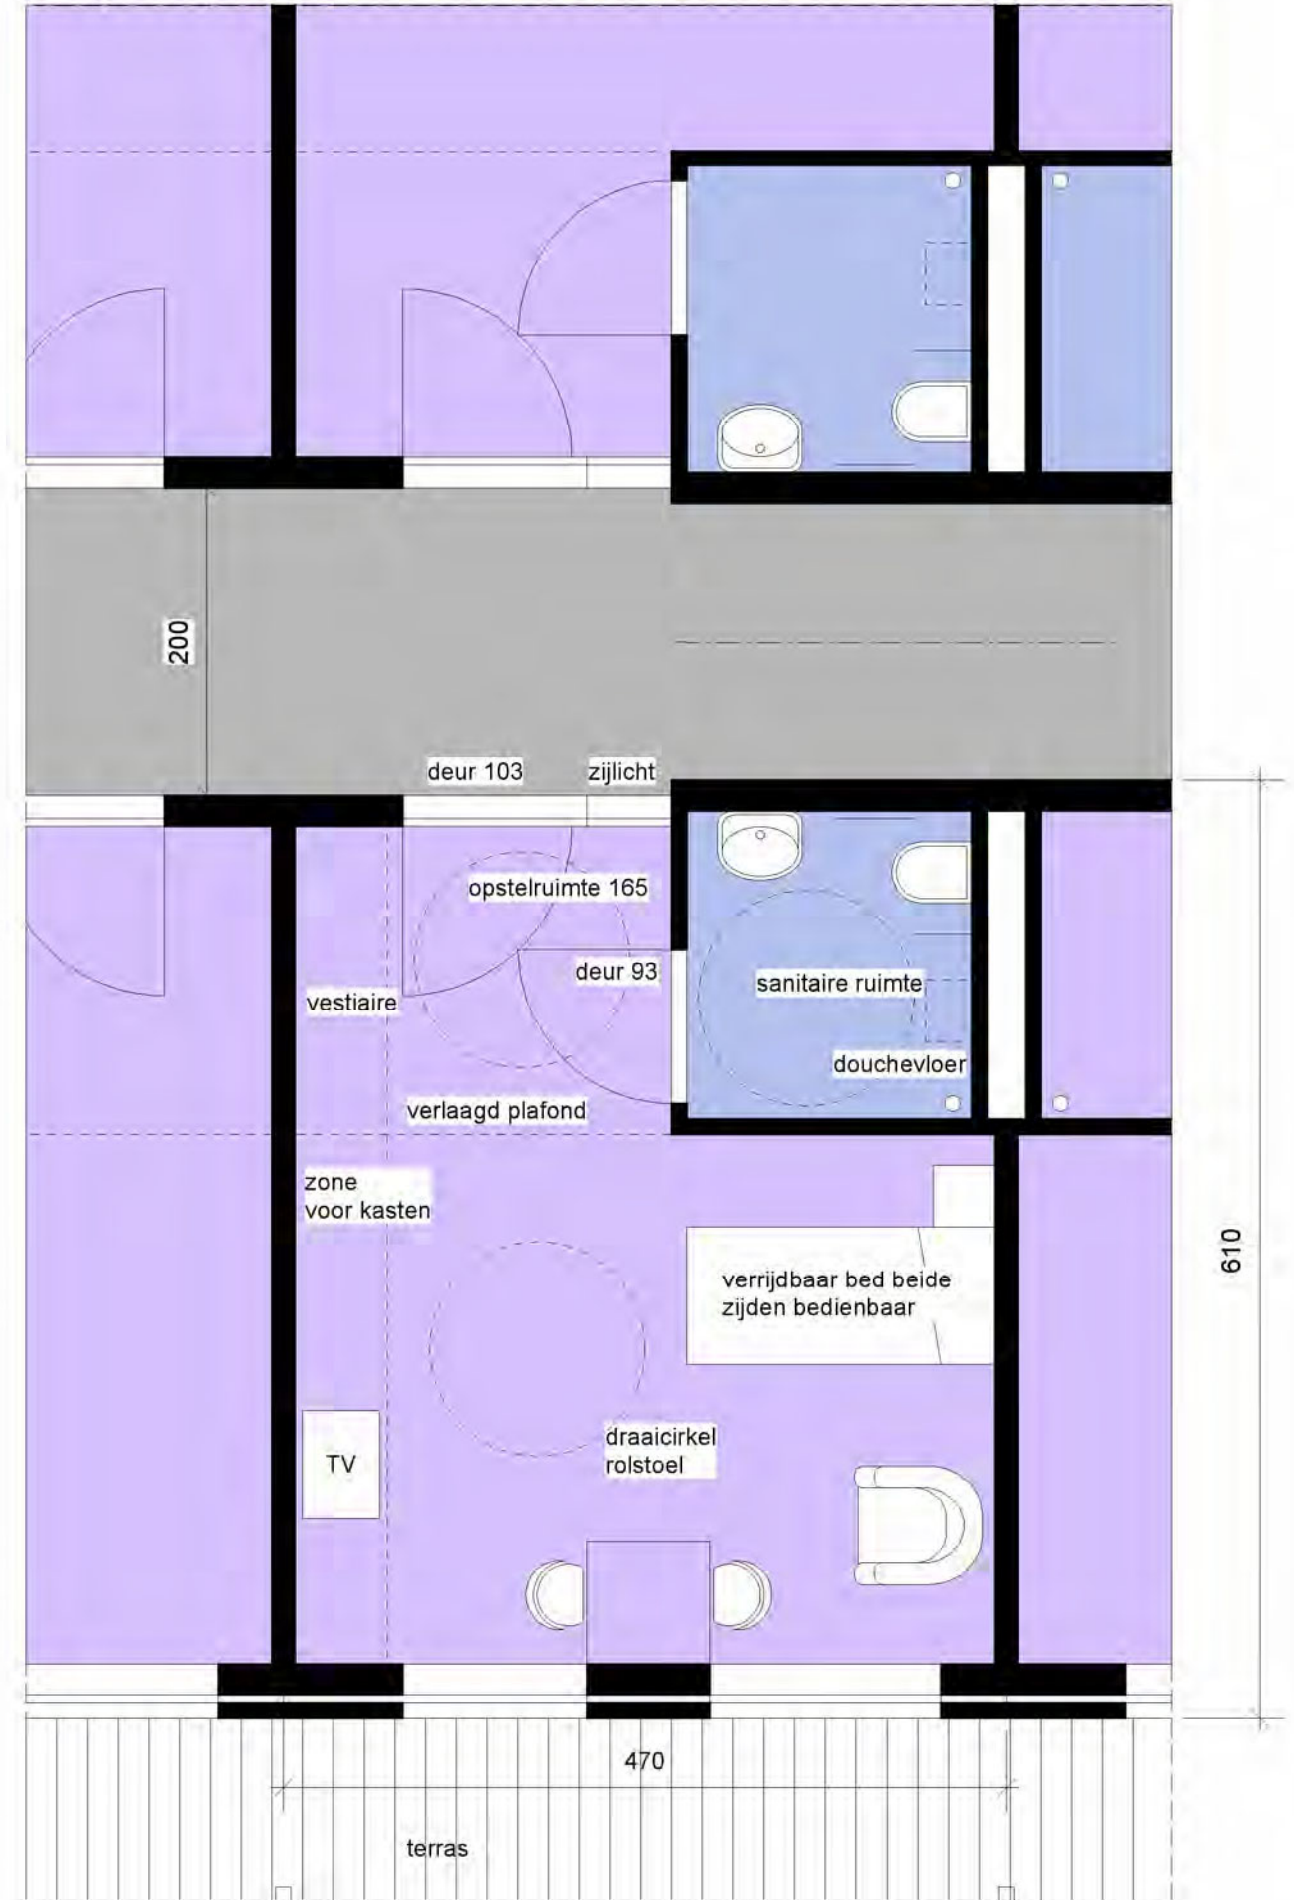 200
deur 103
zijlicht
opstelruimte 165
deur 93
sanitaire ruimte
vestiaire
douchevloer
verlaagd plafond
zone
voor kasten
610
verrijdbaar bed beide
zijden bedienbaar
draaicirkel
rolstoel
TV
470
terras